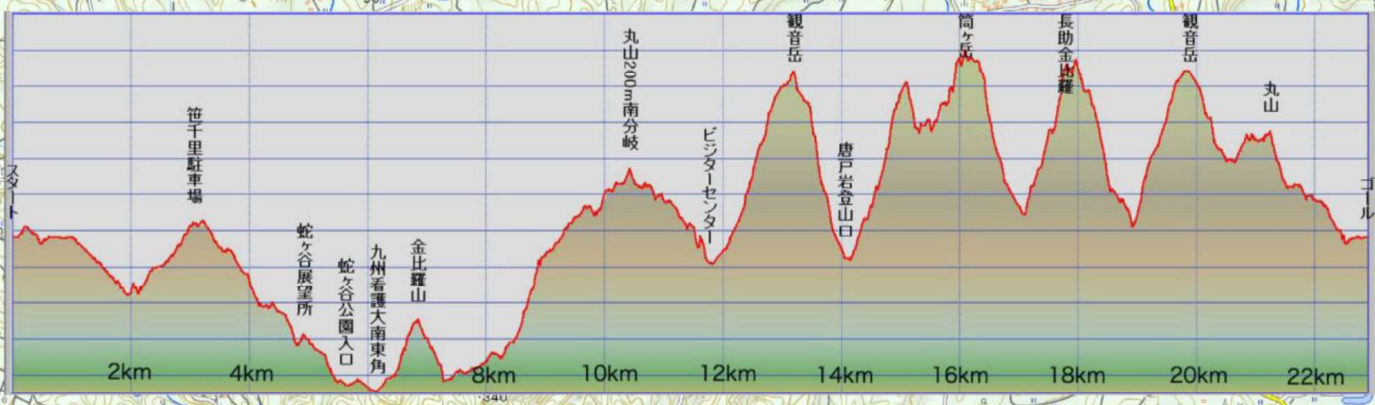 スタート
笹千里駐車場
蛇ヶ谷展望所
蛇ヶ谷公園入口
九州看護大南東角
金比羅山
丸山200m南分岐
ビジターセンター
観音岳
唐戸岩登山口
筒ヶ岳
長助金比羅
観音岳
丸山
ゴール
2km
4km
8km
10km
12km
14km
16km
18km
20km
22km
340